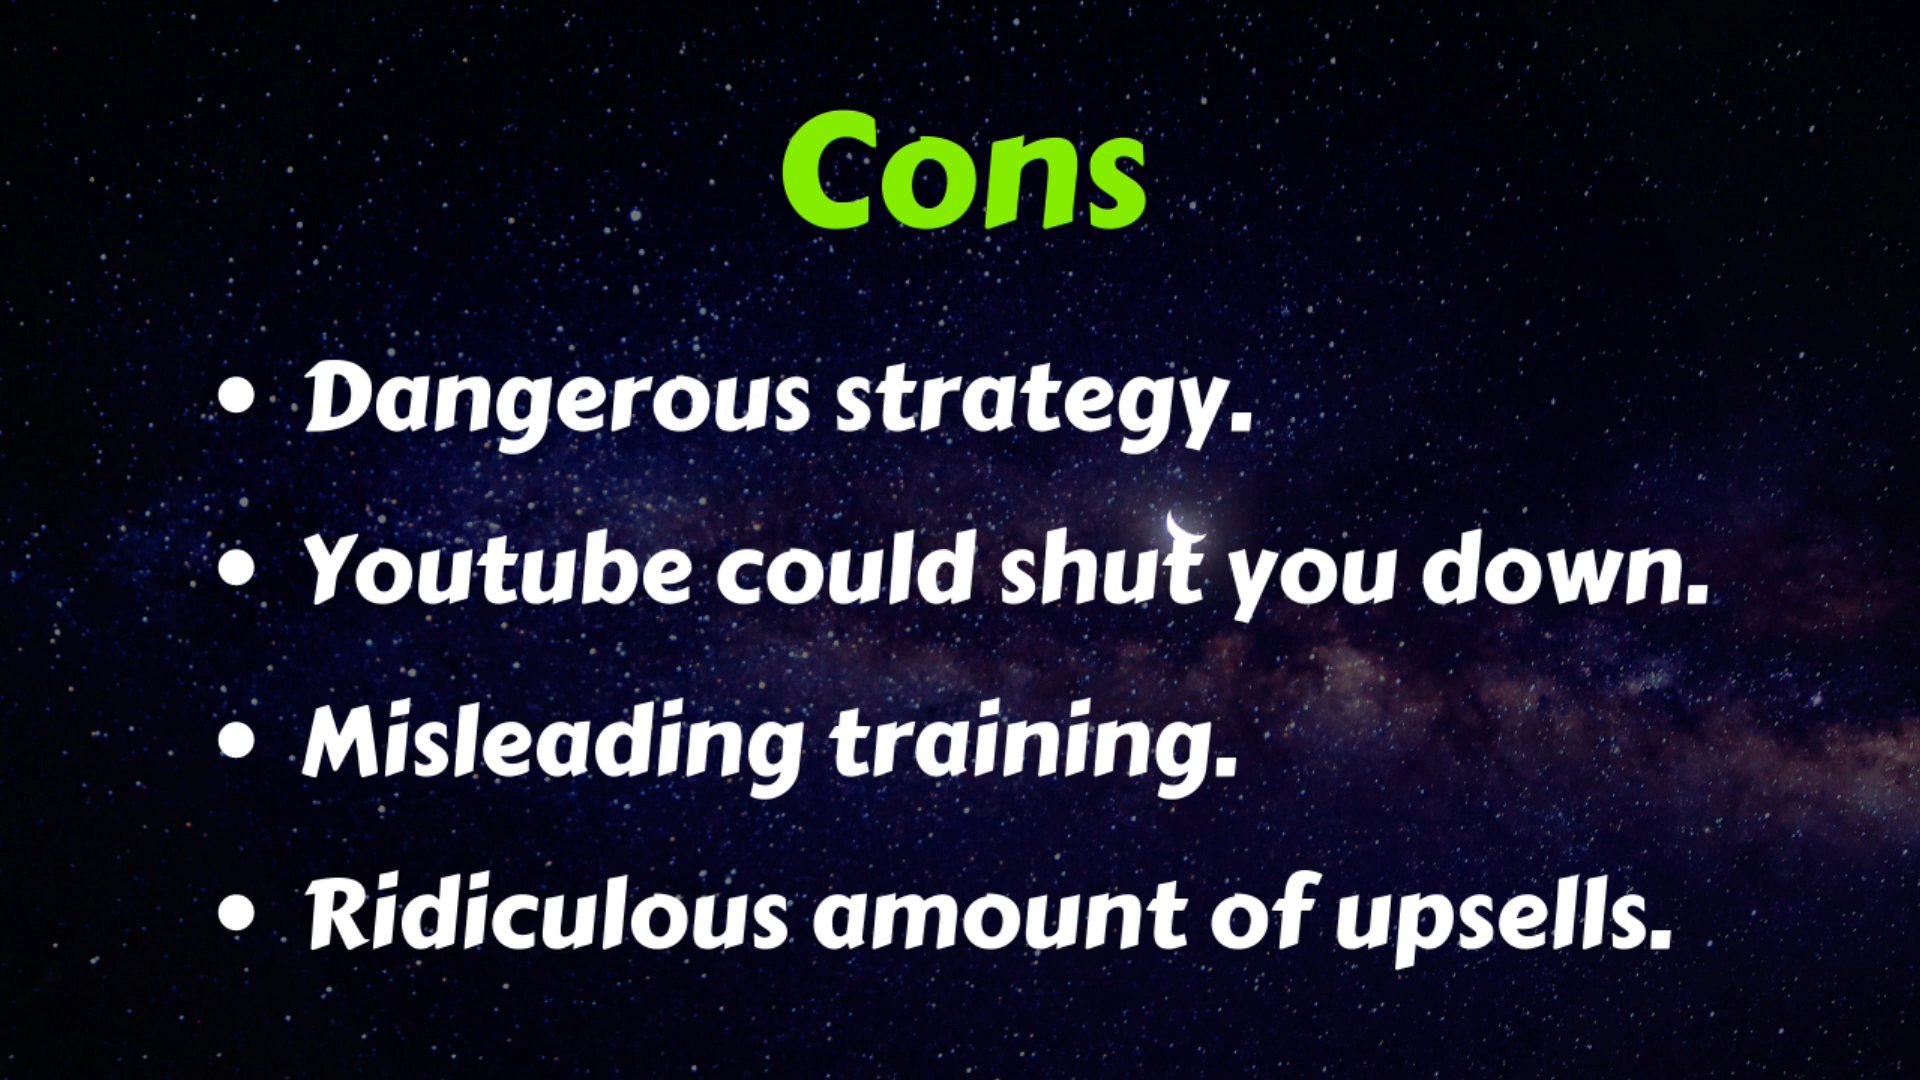 Cons
• Dangerous strategy.
• Youtube could shut you down.
• Misleading training.
• Ridiculous amount of upsells.